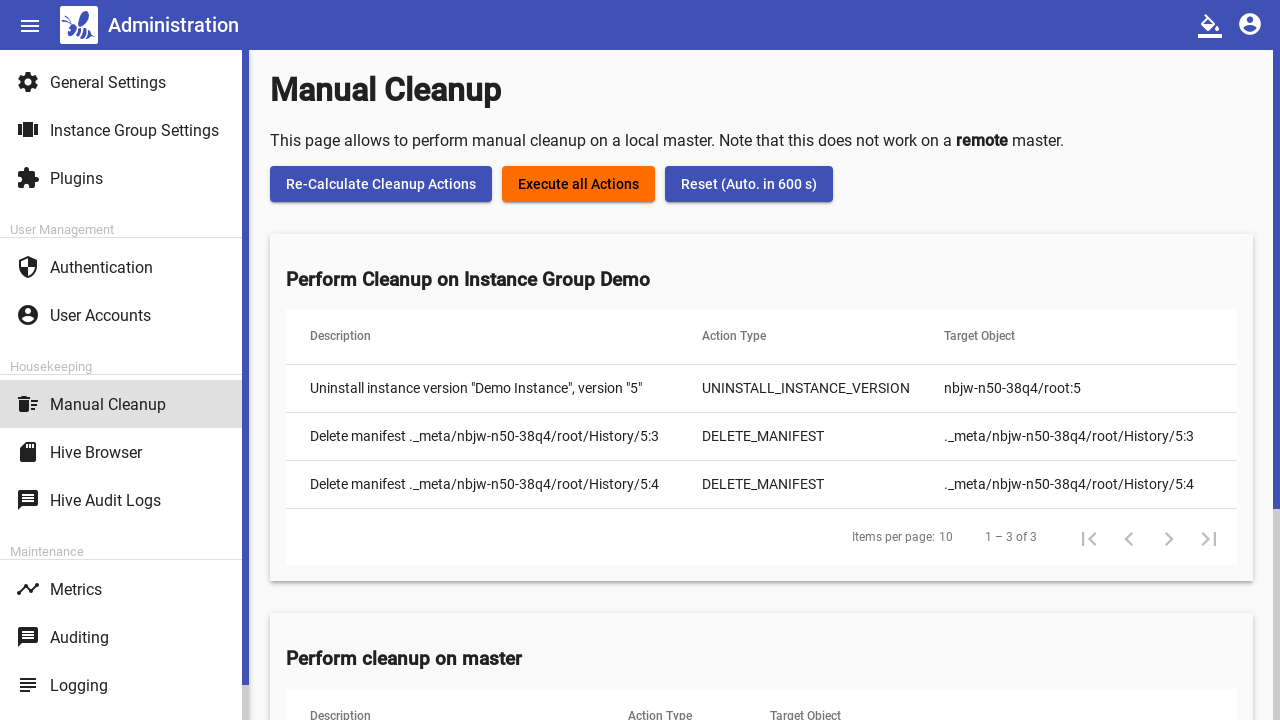 Administration
General Settings
Instance Group Settings
Plugins
User Management
Authentication
User Accounts
Housekeeping
Manual Cleanup
Hive Browser
Hive Audit Logs
Maintenance
Metrics
Auditing
Logging
Manual Cleanup
This page allows to perform manual cleanup on a local master. Note that this does not work on a remote master.
Re-Calculate Cleanup Actions Execute all Actions Reset (Auto. in 600 s)
Perform Cleanup on Instance Group Demo
Description Action Type Target Object
Uninstall instance version "Demo Instance", version "5" UNINSTALL_INSTANCE_VERSION nbjw-n50-38q4/root:5
Delete manifest ._meta/nbjw-n50-38q4/root/History/5:3 DELETE_MANIFEST ._meta/nbjw-n50-38q4/root/History/5:3
Delete manifest ._meta/nbjw-n50-38q4/root/History/5:4 DELETE_MANIFEST ._meta/nbjw-n50-38q4/root/History/5:4
Items per page: 10 1 – 3 of 3
Perform cleanup on master
Description Action Type Target Object